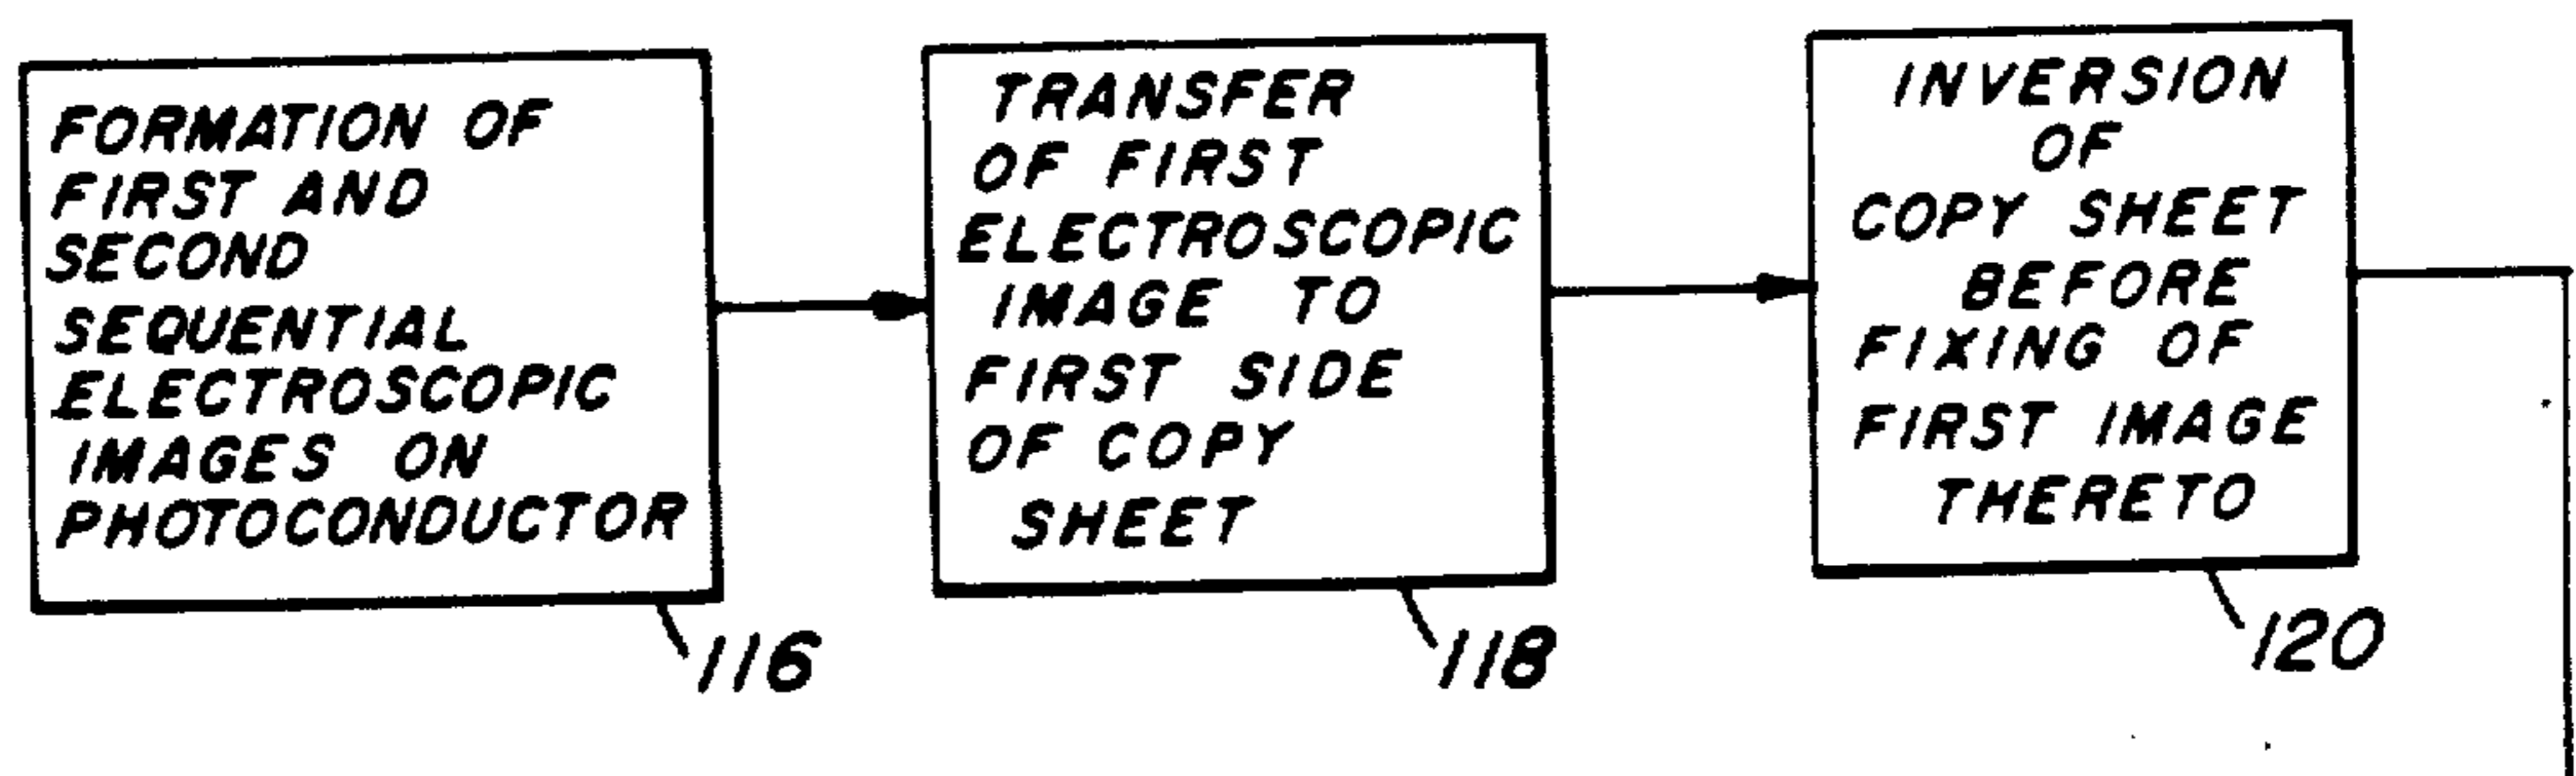 FORMATION OF
FIRST AND
SECOND
SEQUENTIAL
ELECTROSCOPIC
IMAGES ON
PHOTOCONDUCTOR
116
TRANSFER
OF FIRST
ELECTROSCOPIC
IMAGE TO
FIRST SIDE
OF COPY
SHEET
118
INVERSION
OF
COPY SHEET
BEFORE
FIXING OF
FIRST IMAGE
THERETO
120